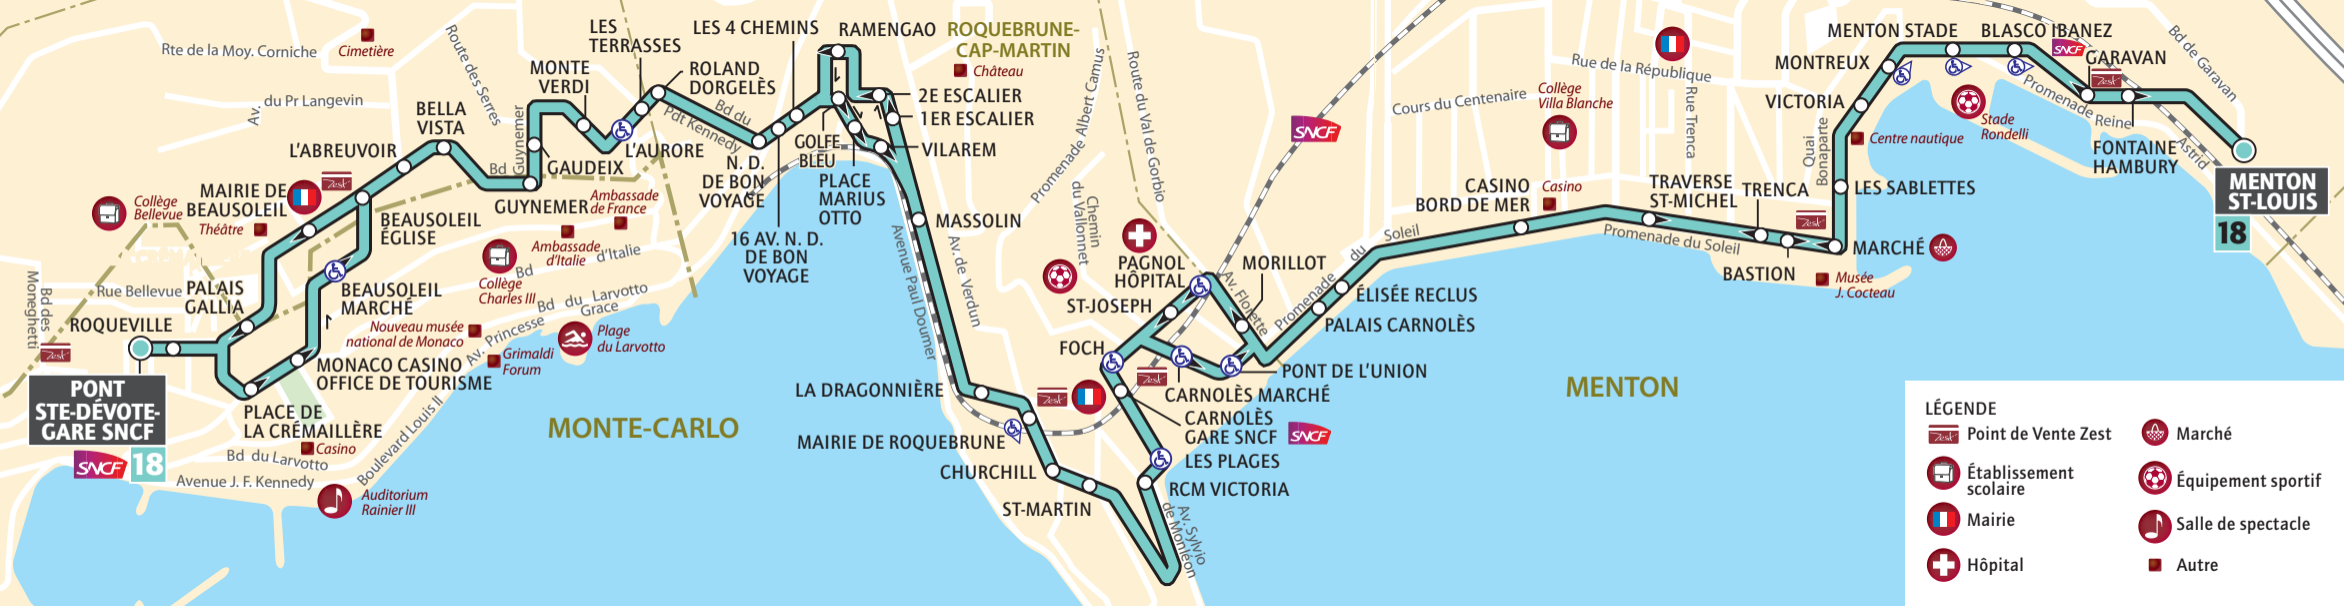 Rte de la Moy. Corniche
Cimetière
Route des Serres
Av. du Pr Langevin
LES
TERRASSES
LES 4 CHEMINS
RAMENGAO
ROQUEBRUNE-
CAP-MARTIN
Château
MONTE
VERDI
ROLAND
DORGELÈS
Bd du
Pdt Kennedy
2E ESCALIER
1ER ESCALIER
VILAREM
BELLA
VISTA
L'ABREUVOIR
Bd
Guynemer
GAUDEIX
L'AURORE
GUYNEMER
Ambassade
de France
N. D.
DE BON
VOYAGE
GOLFE
BLEU
PLACE
MARIUS
OTTO
16 AV. N. D.
DE BON
VOYAGE
MASSOLIN
Zest
MAIRIE DE
BEAUSOLEIL
Théâtre
Collège
Bellevue
BEAUSOLEIL
ÉGLISE
Ambassade
d'Italie
Collège
Charles III
Bd d'Italie
Bd du Larvotto
Av. Princesse Grace
BEAUSOLEIL
MARCHÉ
Rue Bellevue
Bd des
Moneghetti
PALAIS
GALLIA
ROQUEVILLE
Zest
Nouveau musée
national de Monaco
Grimaldi
Forum
Plage
du Larvotto
MONACO CASINO
OFFICE DE TOURISME
PONT
STE-DÉVOTE-
GARE SNCF
SNCF
18
PLACE DE
LA CRÉMAILLÈRE
Casino
Bd du Larvotto
Avenue J. F. Kennedy
Boulevard Louis II
Auditorium
Rainier III
MONTE-CARLO
Avenue Paul Doumer
Av. de Verdun
Promenade Albert Camus
Route du Val de Gorbio
Chemin
du Vallonnet
LA DRAGONNIÈRE
MAIRIE DE ROQUEBRUNE
CHURCHILL
ST-MARTIN
Zest
PAGNOL
HÔPITAL
ST-JOSEPH
FOCH
Av. Florette
MORILLOT
Zest
CARNOLÈS MARCHÉ
CARNOLÈS
GARE SNCF
SNCF
LES PLAGES
RCM VICTORIA
Av. Sylvio
de Monléon
PONT DE L'UNION
PALAIS CARNOLÈS
ÉLISÉE RECLUS
Promenade du Soleil
SNCF
MENTON
Cours du Centenaire
Collège
Villa Blanche
Rue de la République
Rue Trenca
CASINO
BORD DE MER
Casino
TRAVERSE
ST-MICHEL
TRENCA
Promenade du Soleil
BASTION
Zest
MARCHÉ
Musée
J. Cocteau
LES SABLETTES
Quai
Bonaparte
Centre nautique
VICTORIA
MONTREUX
MENTON STADE
BLASCO IBANEZ
SNCF
GARAVAN
Zest
Bd de Garavan
Stade
Rondelli
Promenade Reine Astrid
FONTAINE
HAMBURY
MENTON
ST-LOUIS
18
LÉGENDE
Zest
Point de Vente Zest
Établissement
scolaire
Mairie
Hôpital
Marché
Équipement sportif
Salle de spectacle
Autre